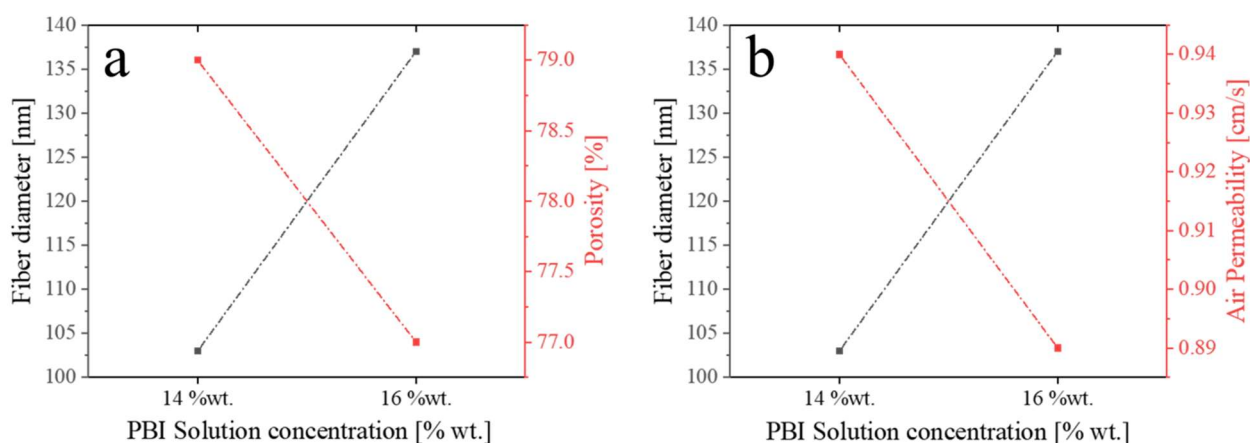 a
140
135
130
125
120
115
110
105
100
Fiber diameter [nm]
79.0
78.5
78.0
77.5
77.0
Porosity [%]
14 %wt.
16 %wt.
PBI Solution concentration [% wt.]
b
140
135
130
125
120
115
110
105
100
Fiber diameter [nm]
0.94
0.93
0.92
0.91
0.90
0.89
Air Permeability [cm/s]
14 %wt.
16 %wt.
PBI Solution concentration [% wt.]